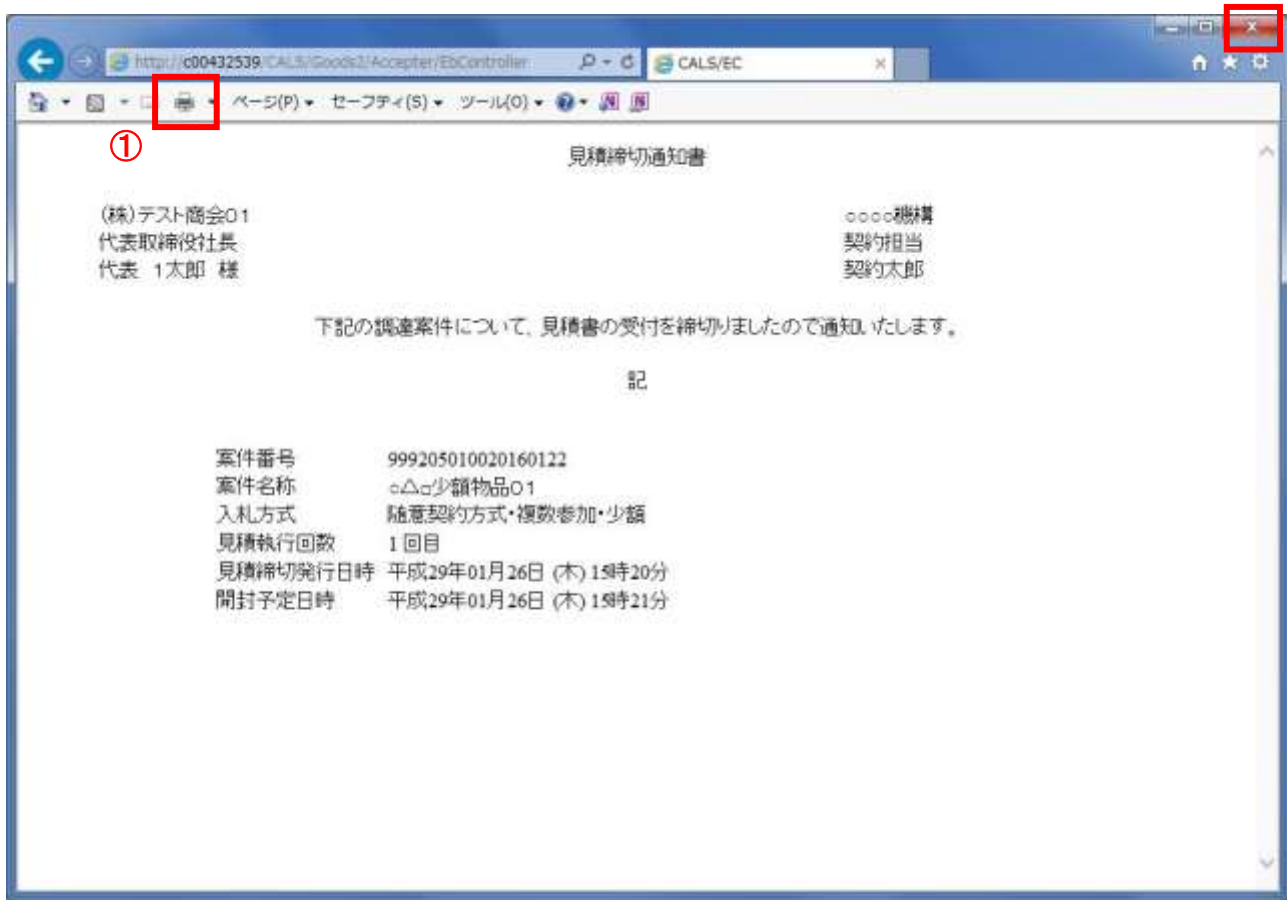 http://c00432539/CALS/Goods2/Accepter/EbController
CALS/EC
ページ(P) セーフティ(S) ツール(O)
①
見積締切通知書
(株)テスト商会01
代表取締役社長
代表 1太郎 様
○○○○機構
契約担当
契約太郎
下記の調達案件について、見積書の受付を締切りましたので通知いたします。
記
案件番号 999205010020160122
案件名称 ○△□少額物品01
入札方式 随意契約方式・複数参加・少額
見積執行回数 1 回目
見積締切発行日時 平成29年01月26日 (木) 15時20分
開封予定日時 平成29年01月26日 (木) 15時21分